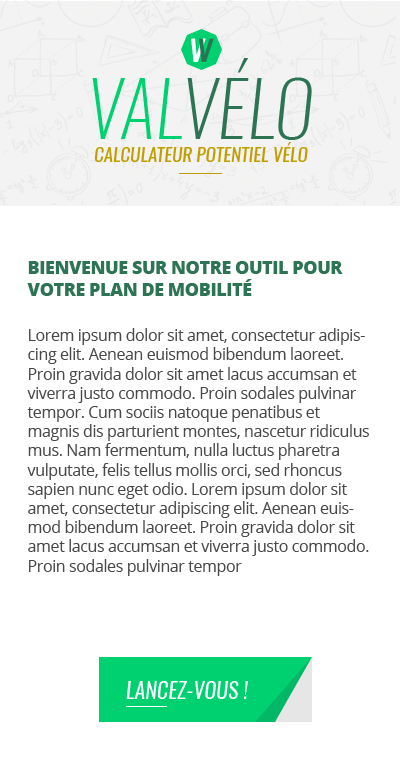 VALVÉLO
CALCULATEUR POTENTIEL VÉLO
BIENVENUE SUR NOTRE OUTIL POUR
VOTRE PLAN DE MOBILITÉ
Lorem ipsum dolor sit amet, consectetur adipis-
cing elit. Aenean euismod bibendum laoreet.
Proin gravida dolor sit amet lacus accumsan et
viverra justo commodo. Proin sodales pulvinar
tempor. Cum sociis natoque penatibus et
magnis dis parturient montes, nascetur ridiculus
mus. Nam fermentum, nulla luctus pharetra
vulputate, felis tellus mollis orci, sed rhoncus
sapien nunc eget odio. Lorem ipsum dolor sit
amet, consectetur adipiscing elit. Aenean euis-
mod bibendum laoreet. Proin gravida dolor sit
amet lacus accumsan et viverra justo commodo.
Proin sodales pulvinar tempor
LANCEZ-VOUS !